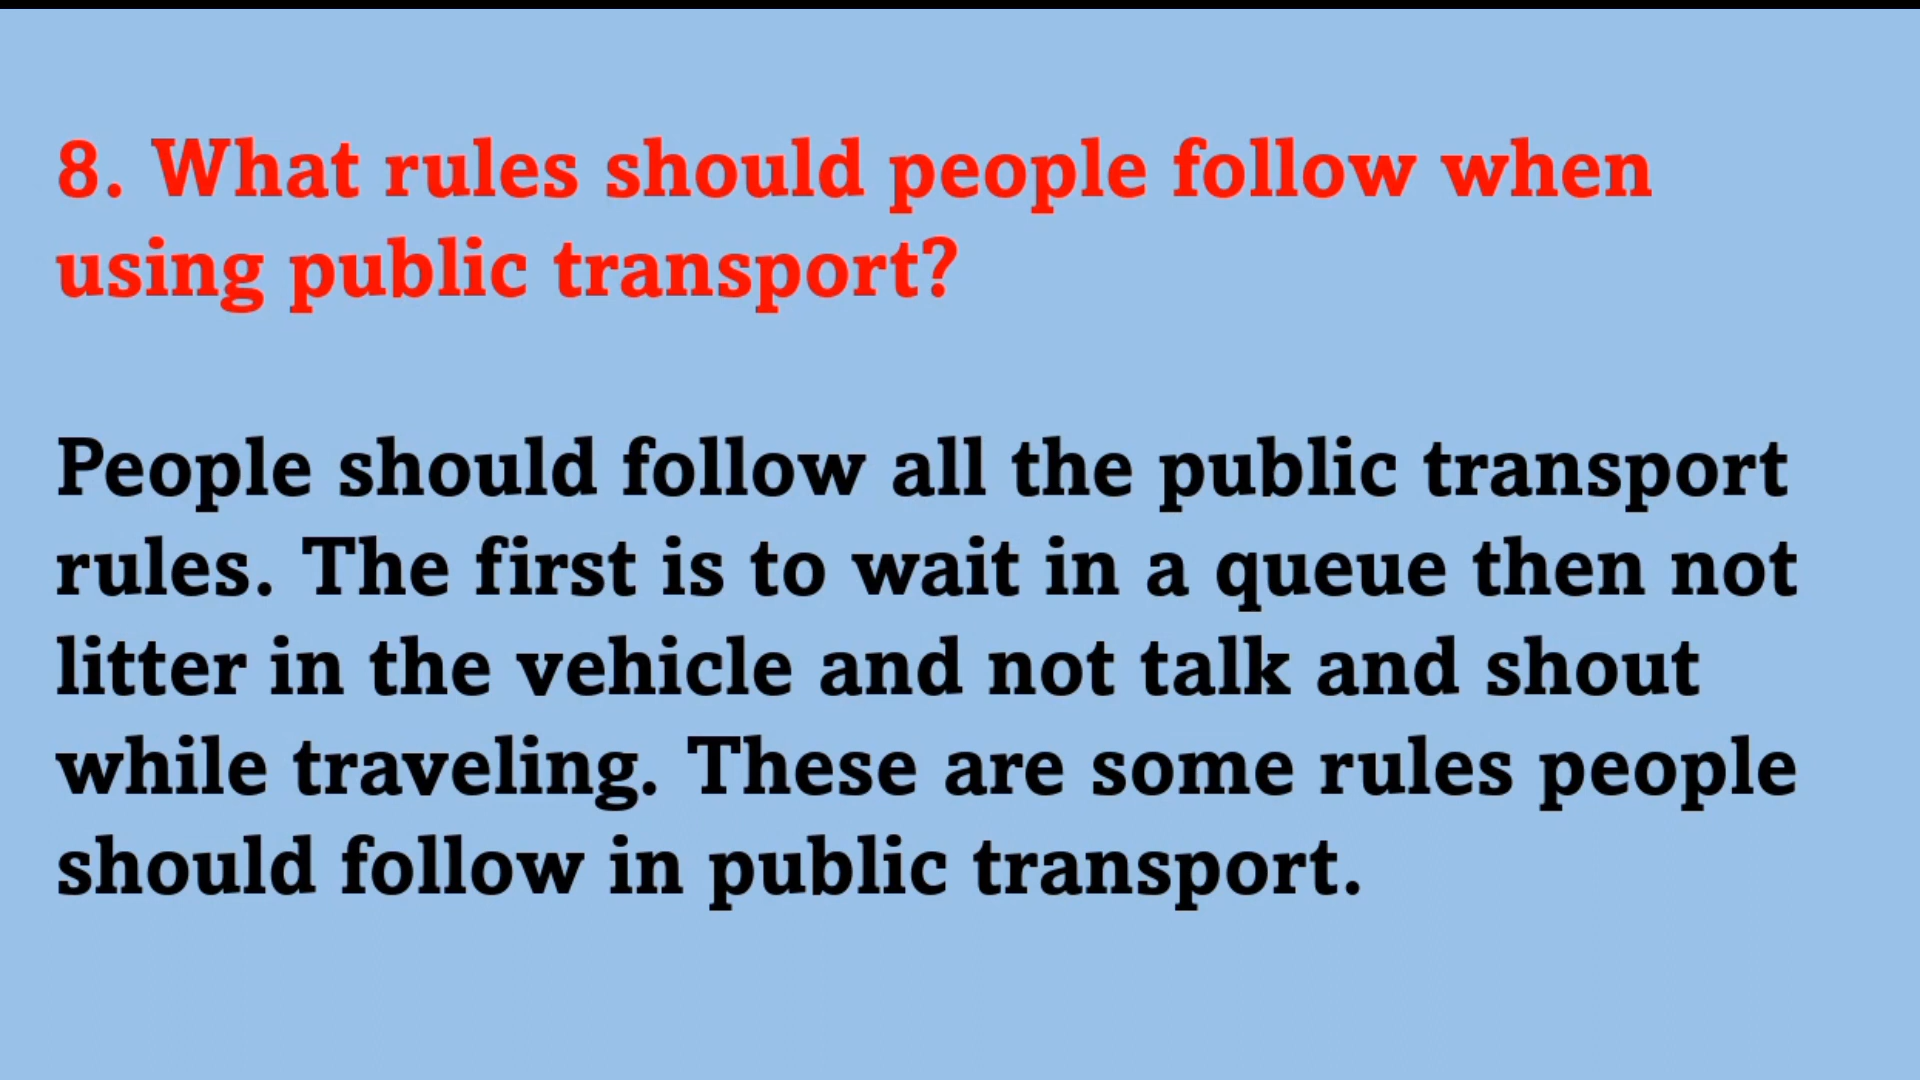 8. What rules should people follow when
using public transport?
People should follow all the public transport
rules. The first is to wait in a queue then not
litter in the vehicle and not talk and shout
while traveling. These are some rules people
should follow in public transport.